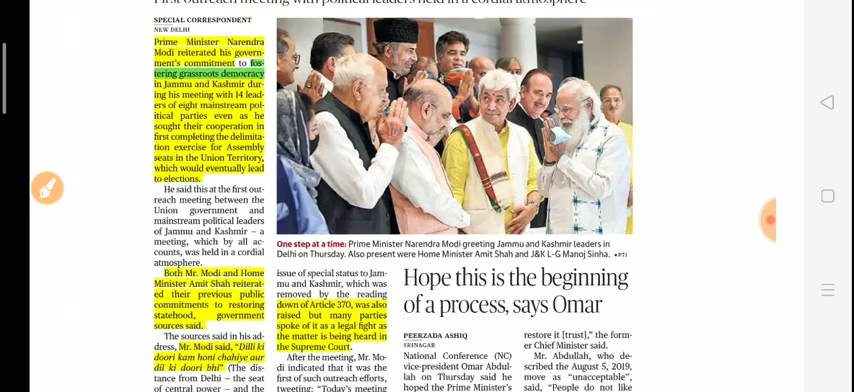 First outreach meeting with political leaders held in a cordial atmosphere
SPECIAL CORRESPONDENT
NEW DELHI
Prime Minister Narendra
Modi reiterated his govern-
ment's commitment to fos-
tering grassroots democracy
in Jammu and Kashmir dur-
ing his meeting with 14 lead-
ers of eight mainstream pol-
itical parties even as he
sought their cooperation in
first completing the delimita-
tion exercise for Assembly
seats in the Union Territory,
which would eventually lead
to elections.
He said this at the first out-
reach meeting between the
Union government and
mainstream political leaders
of Jammu and Kashmir – a
meeting, which by all ac-
counts, was held in a cordial
atmosphere.
Both Mr. Modi and Home
Minister Amit Shah reiterat-
ed their previous public
commitments to restoring
statehood, government
sources said.
The sources said in his ad-
dress, Mr. Modi said, "Dilli ki
doori kam honi chahiye aur
dil ki doori bhi" (The dis-
tance from Delhi – the seat
of central power – and the
One step at a time: Prime Minister Narendra Modi greeting Jammu and Kashmir leaders in
Delhi on Thursday. Also present were Home Minister Amit Shah and J&K L-G Manoj Sinha. •PTI
issue of special status to Jam-
mu and Kashmir, which was
removed by the reading
down of Article 370, was also
raised but many parties
spoke of it as a legal fight as
the matter is being heard in
the Supreme Court.
After the meeting, Mr. Mo-
di indicated that it was the
first of such outreach efforts,
tweeting: "Today's meeting
Hope this is the beginning
of a process, says Omar
PEERZADA ASHIQ
SRINAGAR
National Conference (NC)
vice-president Omar Abdul-
lah on Thursday said he
hoped the Prime Minister's
restore it [trust]," the form-
er Chief Minister said.
Mr. Abdullah, who de-
scribed the August 5, 2019,
move as "unacceptable",
said, "People do not like